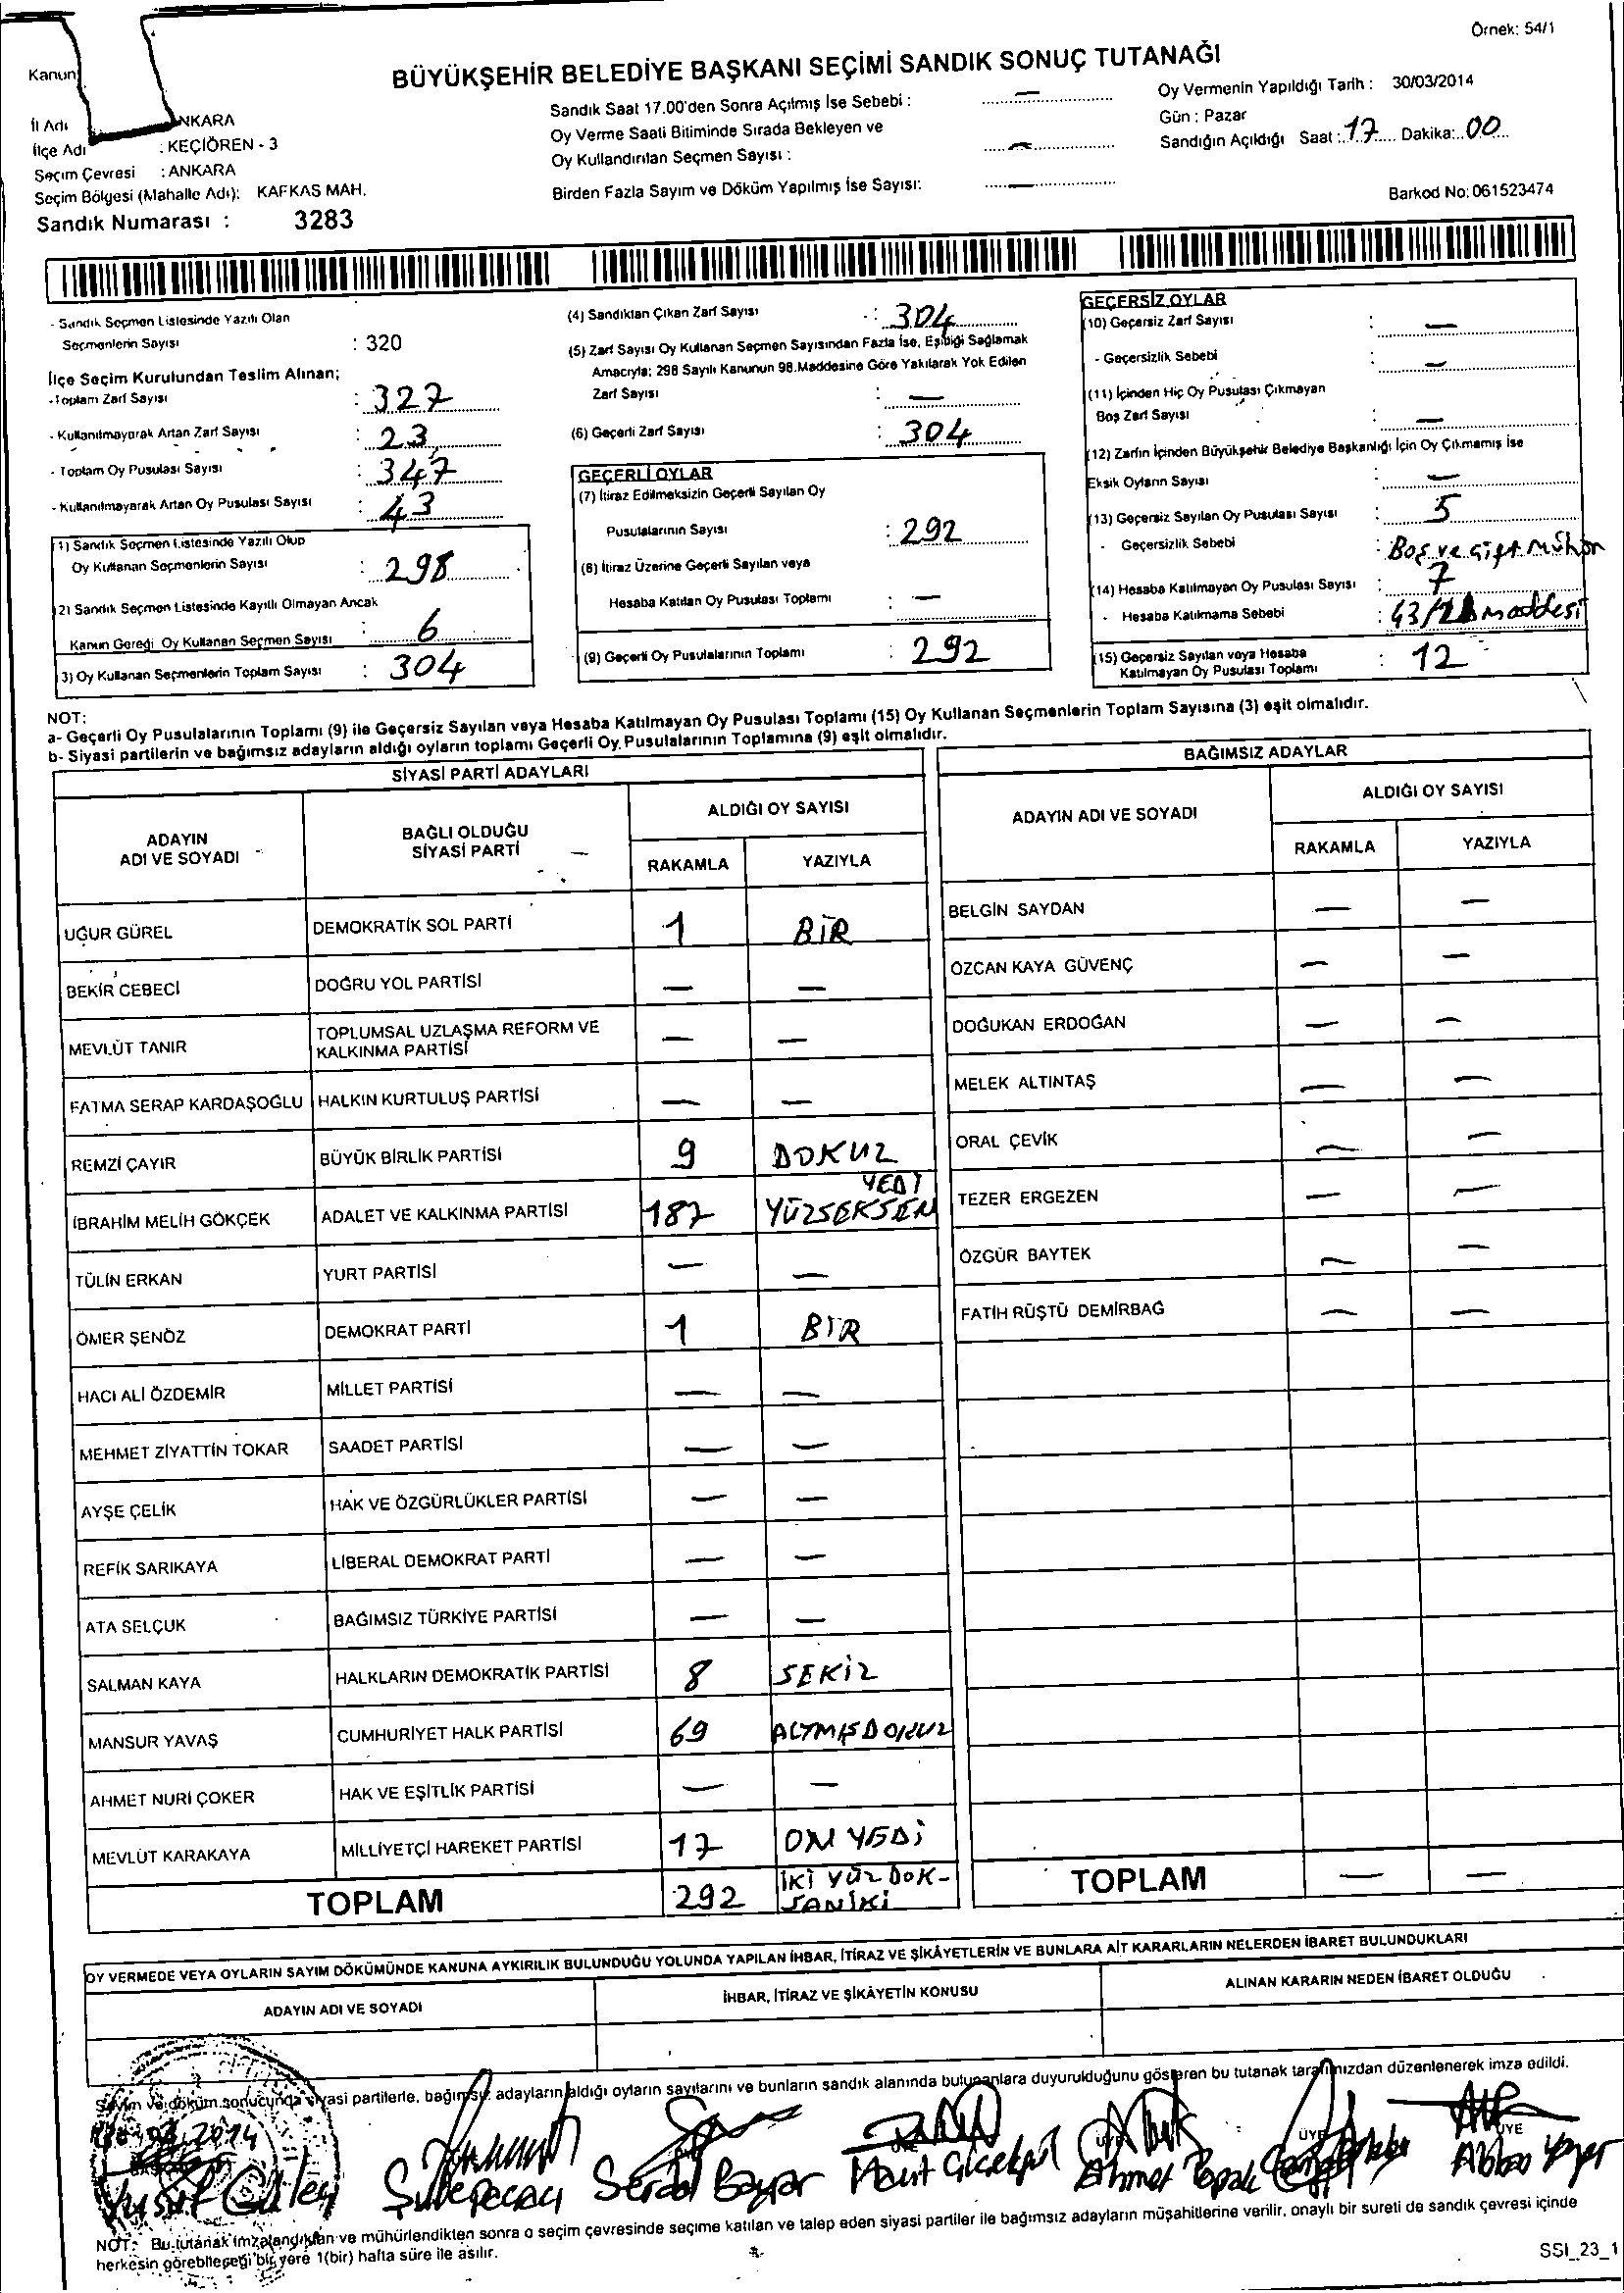 Örnek: 54/1
Kanun
BÜYÜKŞEHİR BELEDİYE BAŞKANI SEÇİMİ SANDIK SONUÇ TUTANAĞI
İl Adı NKARA
İlçe Adı : KEÇİÖREN - 3
Seçim Çevresi : ANKARA
Seçim Bölgesi (Mahalle Adı): KAFKAS MAH.
Sandık Numarası : 3283
Sandık Saat 17.00'den Sonra Açılmış İse Sebebi : —
Oy Verme Saati Bitiminde Sırada Bekleyen ve
Oy Kullandırılan Seçmen Sayısı : —
Birden Fazla Sayım ve Döküm Yapılmış İse Sayısı: —
Oy Vermenin Yapıldığı Tarih : 30/03/2014
Gün : Pazar
Sandığın Açıldığı Saat : 17 Dakika: 00
Barkod No: 061523474
- Sandık Seçmen Listesinde Yazılı Olan
Seçmenlerin Sayısı : 320
İlçe Seçim Kurulundan Teslim Alınan;
- Toplam Zarf Sayısı : 327
- Kullanılmayarak Artan Zarf Sayısı : 23
- Toplam Oy Pusulası Sayısı : 347
- Kullanılmayarak Artan Oy Pusulası Sayısı : 43
(1) Sandık Seçmen Listesinde Yazılı Olup
Oy Kullanan Seçmenlerin Sayısı : 298
2) Sandık Seçmen Listesinde Kayıtlı Olmayan Ancak
Kanun Gereği Oy Kullanan Seçmen Sayısı : 6
3) Oy Kullanan Seçmenlerin Toplam Sayısı : 304
(4) Sandıktan Çıkan Zarf Sayısı : 304
(5) Zarf Sayısı Oy Kullanan Seçmen Sayısından Fazla İse, Eşitliği Sağlamak
Amacıyla; 298 Sayılı Kanunun 98.Maddesine Göre Yakılarak Yok Edilen
Zarf Sayısı : —
(6) Geçerli Zarf Sayısı : 304
GEÇERLİ OYLAR
(7) İtiraz Edilmeksizin Geçerli Sayılan Oy
Pusulalarının Sayısı : 292
(8) İtiraz Üzerine Geçerli Sayılan veya
Hesaba Katılan Oy Pusulası Toplamı : —
(9) Geçerli Oy Pusulalarının Toplamı : 292
GEÇERSİZ OYLAR
(10) Geçersiz Zarf Sayısı : —
- Geçersizlik Sebebi : —
(11) İçinden Hiç Oy Pusulası Çıkmayan
Boş Zarf Sayısı : —
(12) Zarfın İçinden Büyükşehir Belediye Başkanlığı İçin Oy Çıkmamış İse
Eksik Oyların Sayısı : —
(13) Geçersiz Sayılan Oy Pusulası Sayısı : 5
- Geçersizlik Sebebi : Boş ve çift Mühür
(14) Hesaba Katılmayan Oy Pusulası Sayısı : 7
- Hesaba Katılmama Sebebi : maddesi
(15) Geçersiz Sayılan veya Hesaba
Katılmayan Oy Pusulası Toplamı : 12
NOT:
a- Geçerli Oy Pusulalarının Toplamı (9) ile Geçersiz Sayılan veya Hesaba Katılmayan Oy Pusulası Toplamı (15) Oy Kullanan Seçmenlerin Toplam Sayısına (3) eşit olmalıdır.
b- Siyasi partilerin ve bağımsız adayların aldığı oyların toplamı Geçerli Oy Pusulalarının Toplamına (9) eşit olmalıdır.
SİYASİ PARTİ ADAYLARI
ADAYIN ADI VE SOYADI BAĞLI OLDUĞU SİYASİ PARTİ ALDIĞI OY SAYISI
RAKAMLA YAZIYLA
UĞUR GÜREL DEMOKRATİK SOL PARTİ 1 BİR
BEKİR CEBECİ DOĞRU YOL PARTİSİ — —
MEVLÜT TANIR TOPLUMSAL UZLAŞMA REFORM VE KALKINMA PARTİSİ — —
FATMA SERAP KARDAŞOĞLU HALKIN KURTULUŞ PARTİSİ — —
REMZİ ÇAYIR BÜYÜK BİRLİK PARTİSİ 9 DOKUZ
İBRAHİM MELİH GÖKÇEK ADALET VE KALKINMA PARTİSİ 187 YÜZSEKSEN YEDİ
TÜLİN ERKAN YURT PARTİSİ — —
ÖMER ŞENÖZ DEMOKRAT PARTİ 1 BİR
HACI ALİ ÖZDEMİR MİLLET PARTİSİ — —
MEHMET ZİYATTİN TOKAR SAADET PARTİSİ — —
AYŞE ÇELİK HAK VE ÖZGÜRLÜKLER PARTİSİ — —
REFİK SARIKAYA LİBERAL DEMOKRAT PARTİ — —
ATA SELÇUK BAĞIMSIZ TÜRKİYE PARTİSİ — —
SALMAN KAYA HALKLARIN DEMOKRATİK PARTİSİ 8 SEKİZ
MANSUR YAVAŞ CUMHURİYET HALK PARTİSİ 69 ALTMIŞDOKUZ
AHMET NURİ ÇOKER HAK VE EŞİTLİK PARTİSİ — —
MEVLÜT KARAKAYA MİLLİYETÇİ HAREKET PARTİSİ 17 ON YEDİ
TOPLAM 292 İKİ YÜZ DOK-
SANİKİ
BAĞIMSIZ ADAYLAR
ADAYIN ADI VE SOYADI ALDIĞI OY SAYISI
RAKAMLA YAZIYLA
BELGİN SAYDAN — —
ÖZCAN KAYA GÜVENÇ — —
DOĞUKAN ERDOĞAN — —
MELEK ALTINTAŞ — —
ORAL ÇEVİK — —
TEZER ERGEZEN — —
ÖZGÜR BAYTEK — —
FATİH RÜŞTÜ DEMİRBAĞ — —
TOPLAM — —
OY VERMEDE VEYA OYLARIN SAYIM DÖKÜMÜNDE KANUNA AYKIRILIK BULUNDUĞU YOLUNDA YAPILAN İHBAR, İTİRAZ VE ŞİKÂYETLERİN VE BUNLARA AİT KARARLARIN NELERDEN İBARET BULUNDUKLARI
ADAYIN ADI VE SOYADI İHBAR, İTİRAZ VE ŞİKÂYETİN KONUSU ALINAN KARARIN NEDEN İBARET OLDUĞU
Sayım ve döküm sonucunda siyasi partilerle, bağımsız adayların aldığı oyların sayılarını ve bunların sandık alanında bulunanlara duyurulduğunu gösteren bu tutanak tarafımızdan düzenlenerek imza edildi.
2014 ÜYE ÜYE ÜYE
Yusuf Serdal Ahmet Abbas
NOT: Bu tutanak imzalandıktan ve mühürlendikten sonra o seçim çevresinde seçime katılan ve talep eden siyasi partiler ile bağımsız adayların müşahitlerine verilir, onaylı bir sureti de sandık çevresi içinde
herkesin görebileceği bir yere 1(bir) hafta süre ile asılır.
SSI_23_1